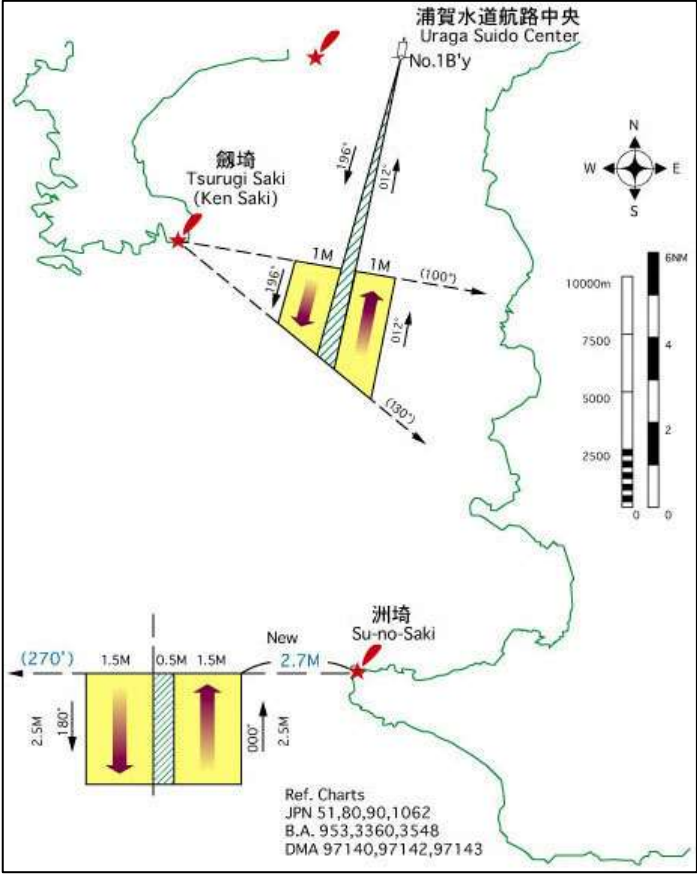 浦賀水道航路中央
Uraga Suido Center
No.1B'y
196°
012°
N
W
E
S
剱埼
Tsurugi Saki
(Ken Saki)
1M
1M
(100°)
196°
012°
(130°)
10000m
7500
5000
2500
0
6NM
4
2
0
洲埼
Su-no-Saki
New
(270°)
1.5M
0.5M
1.5M
2.7M
2.5M
180°
000°
2.5M
Ref. Charts
JPN 51,80,90,1062
B.A. 953,3360,3548
DMA 97140,97142,97143